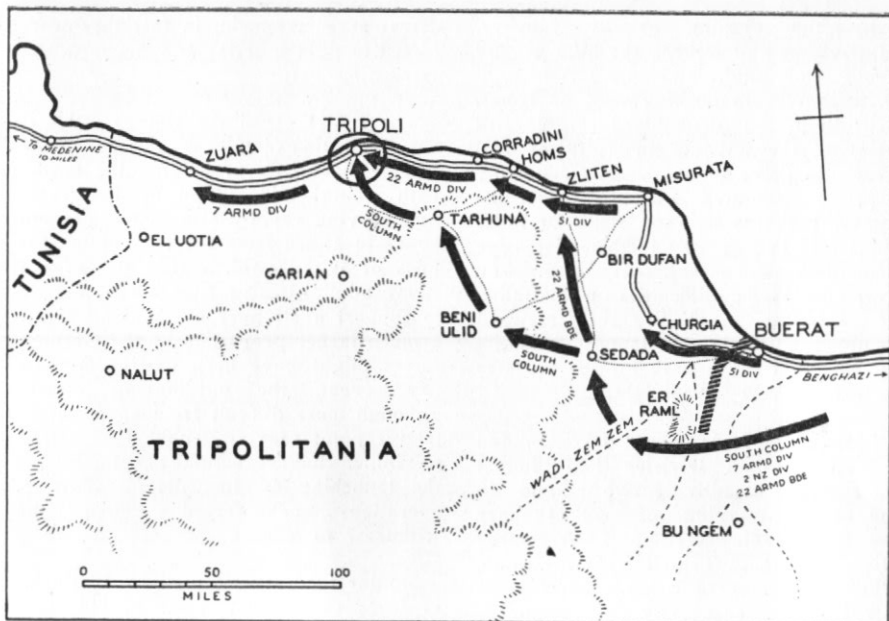 TRIPOLI
CORRADINI
HOMS
ZUARA
ZLITEN
MISURATA
TO MEDENINE
70 MILES
22 ARMD DIV
7 ARMD DIV
SOUTH
COLUMN
51 DIV
TARHUNA
TUNISIA
EL UOTIA
BIR DUFAN
GARIAN
22 ARMD BDE
BENI
ULID
CHURGIA
BUERAT
SOUTH
COLUMN
SEDADA
51 DIV
BENGHAZI
NALUT
ER
RAML
TRIPOLITANIA
WADI ZEM ZEM
SOUTH COLUMN
7 ARMD DIV
2 NZ DIV
22 ARMD BDE
BU NGEM
0 50 100
MILES